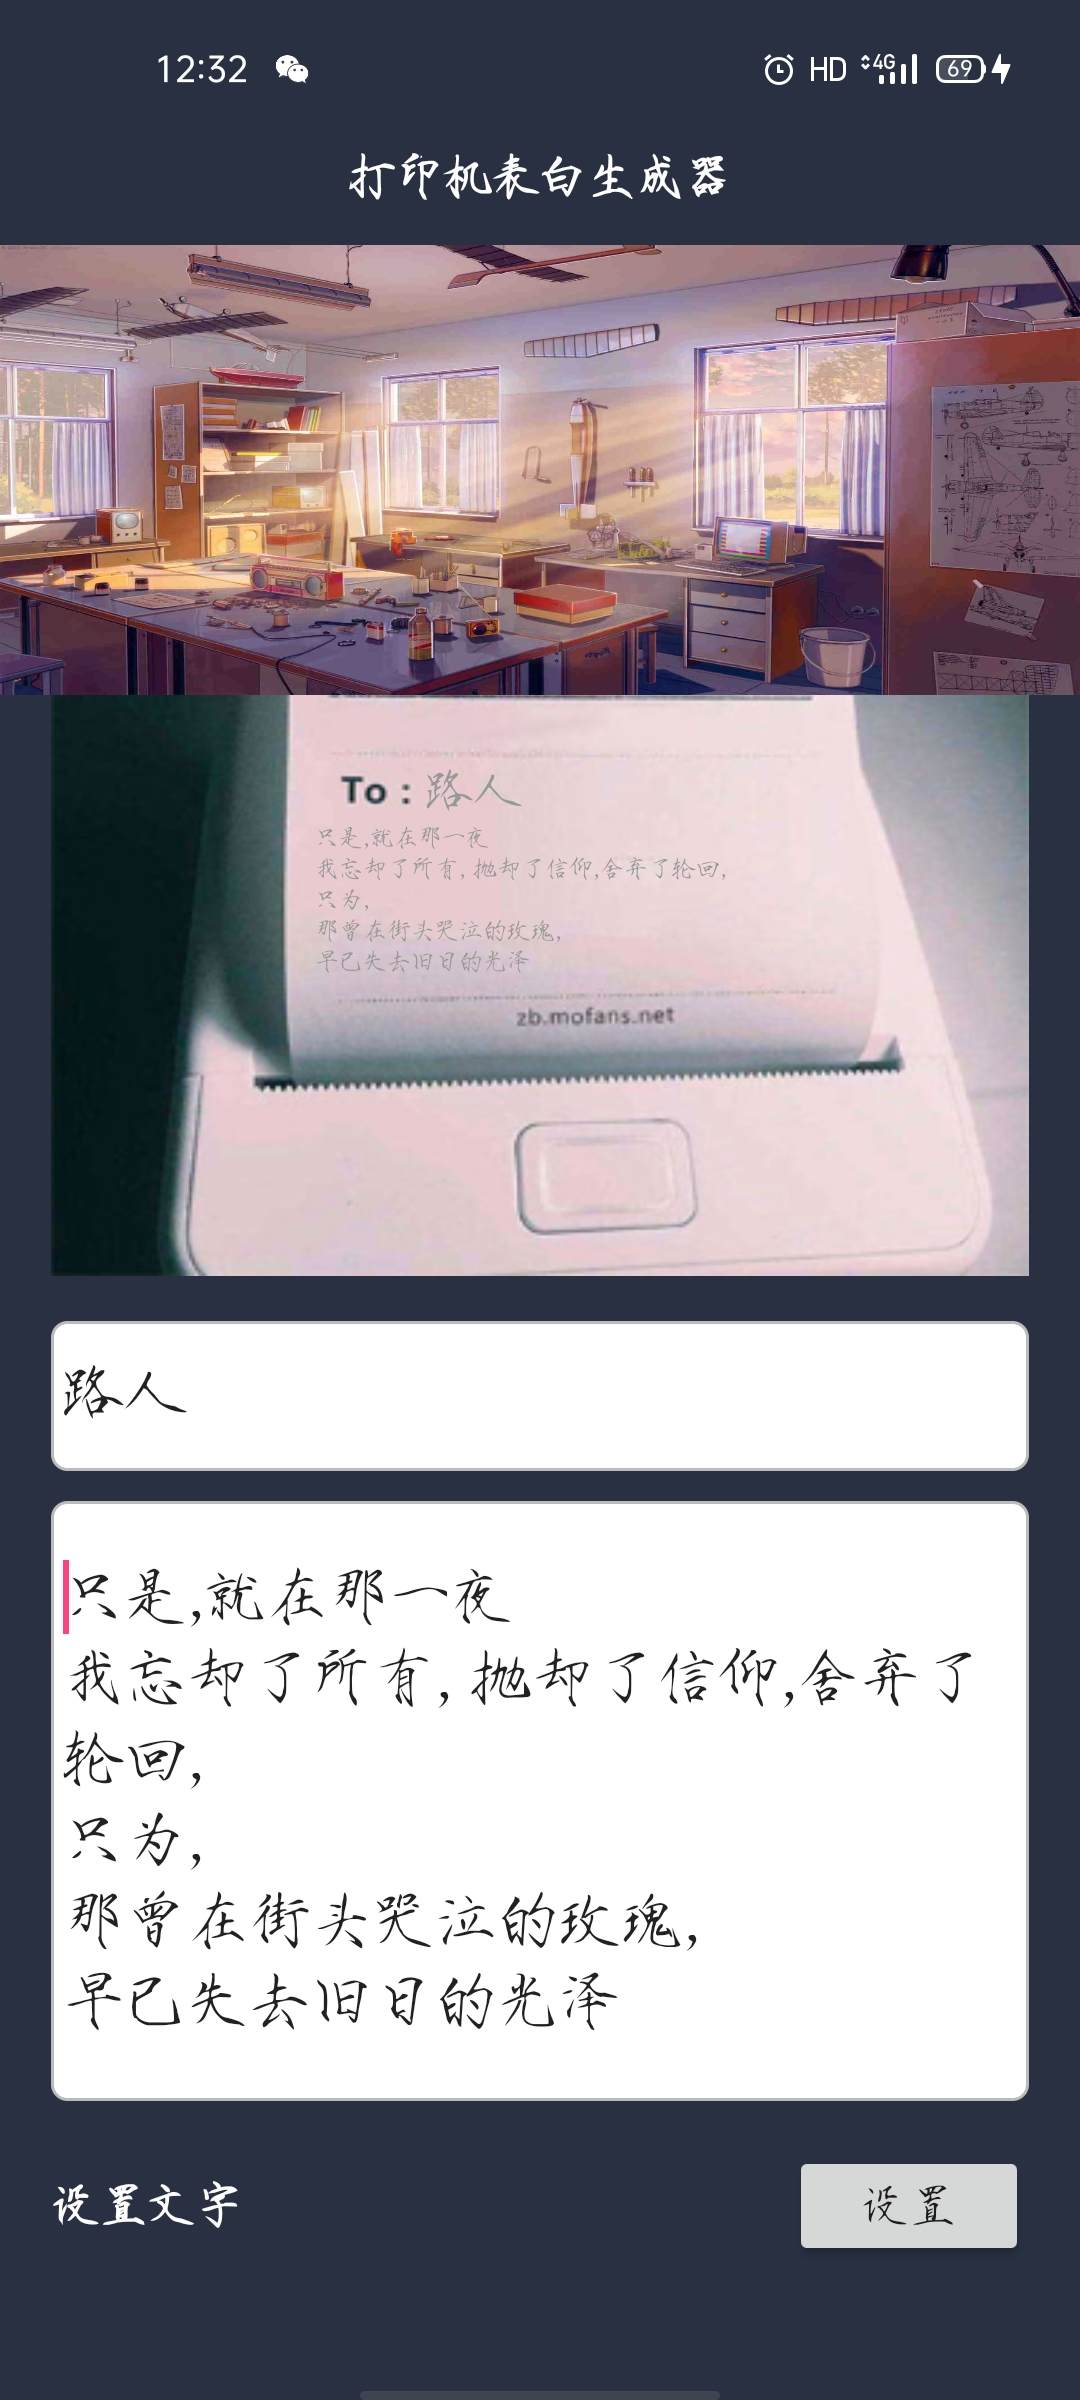 12:32
HD 4G 69
打印机表白生成器
To：路人
只是,就在那一夜
我忘却了所有, 抛却了信仰,舍弃了轮回,
只为,
那曾在街头哭泣的玫瑰,
早已失去旧日的光泽
zb.mofans.net
路人
只是,就在那一夜
我忘却了所有, 抛却了信仰,舍弃了
轮回,
只为,
那曾在街头哭泣的玫瑰,
早已失去旧日的光泽
设置文字
设置